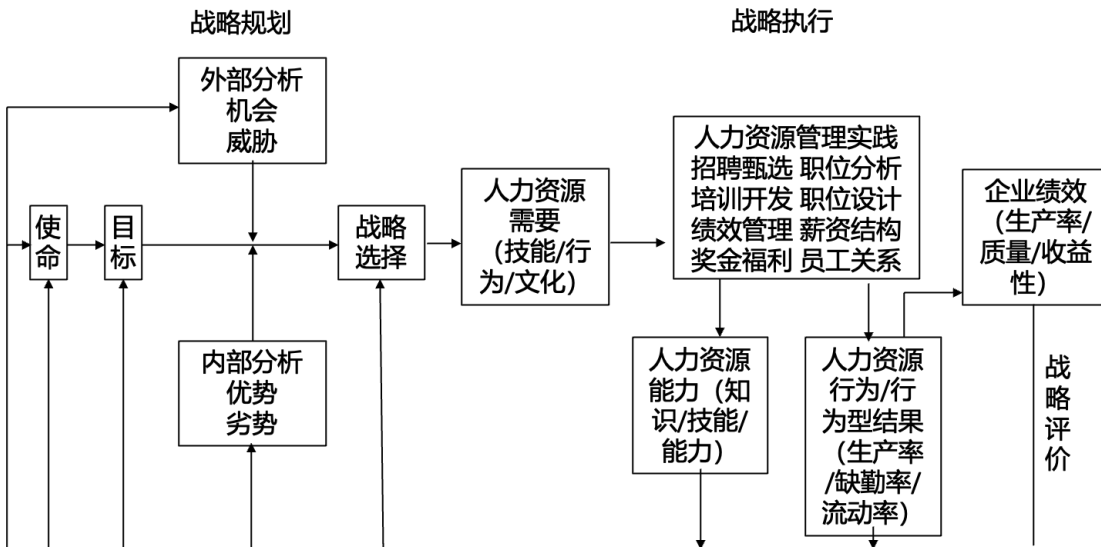 战略规划
战略执行
外部分析
机会
威胁
使
命
目
标
内部分析
优势
劣势
战略
选择
人力资源
需要
（技能/行
为/文化）
人力资源管理实践
招聘甄选 职位分析
培训开发 职位设计
绩效管理 薪资结构
奖金福利 员工关系
人力资源
能力（知
识/技能/
能力）
人力资源
行为/行
为型结果
（生产率
/缺勤率/
流动率）
企业绩效
（生产率/
质量/收益
性）
战
略
评
价